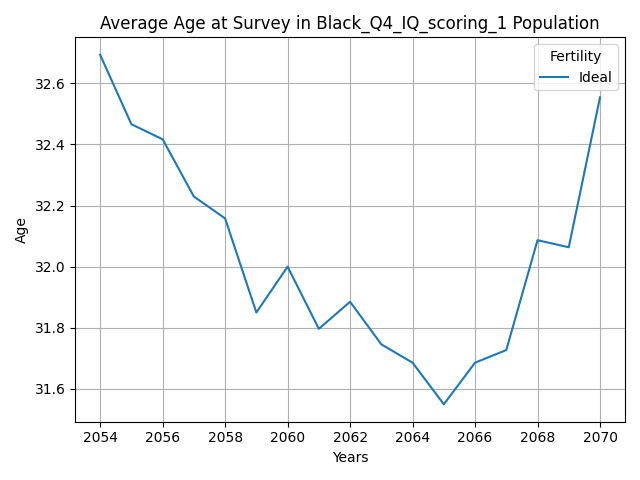 Average Age at Survey in Black_Q4_IQ_scoring_1 Population
Fertility
Ideal
32.6
32.4
32.2
32.0
31.8
31.6
Age
2054 2056 2058 2060 2062 2064 2066 2068 2070
Years